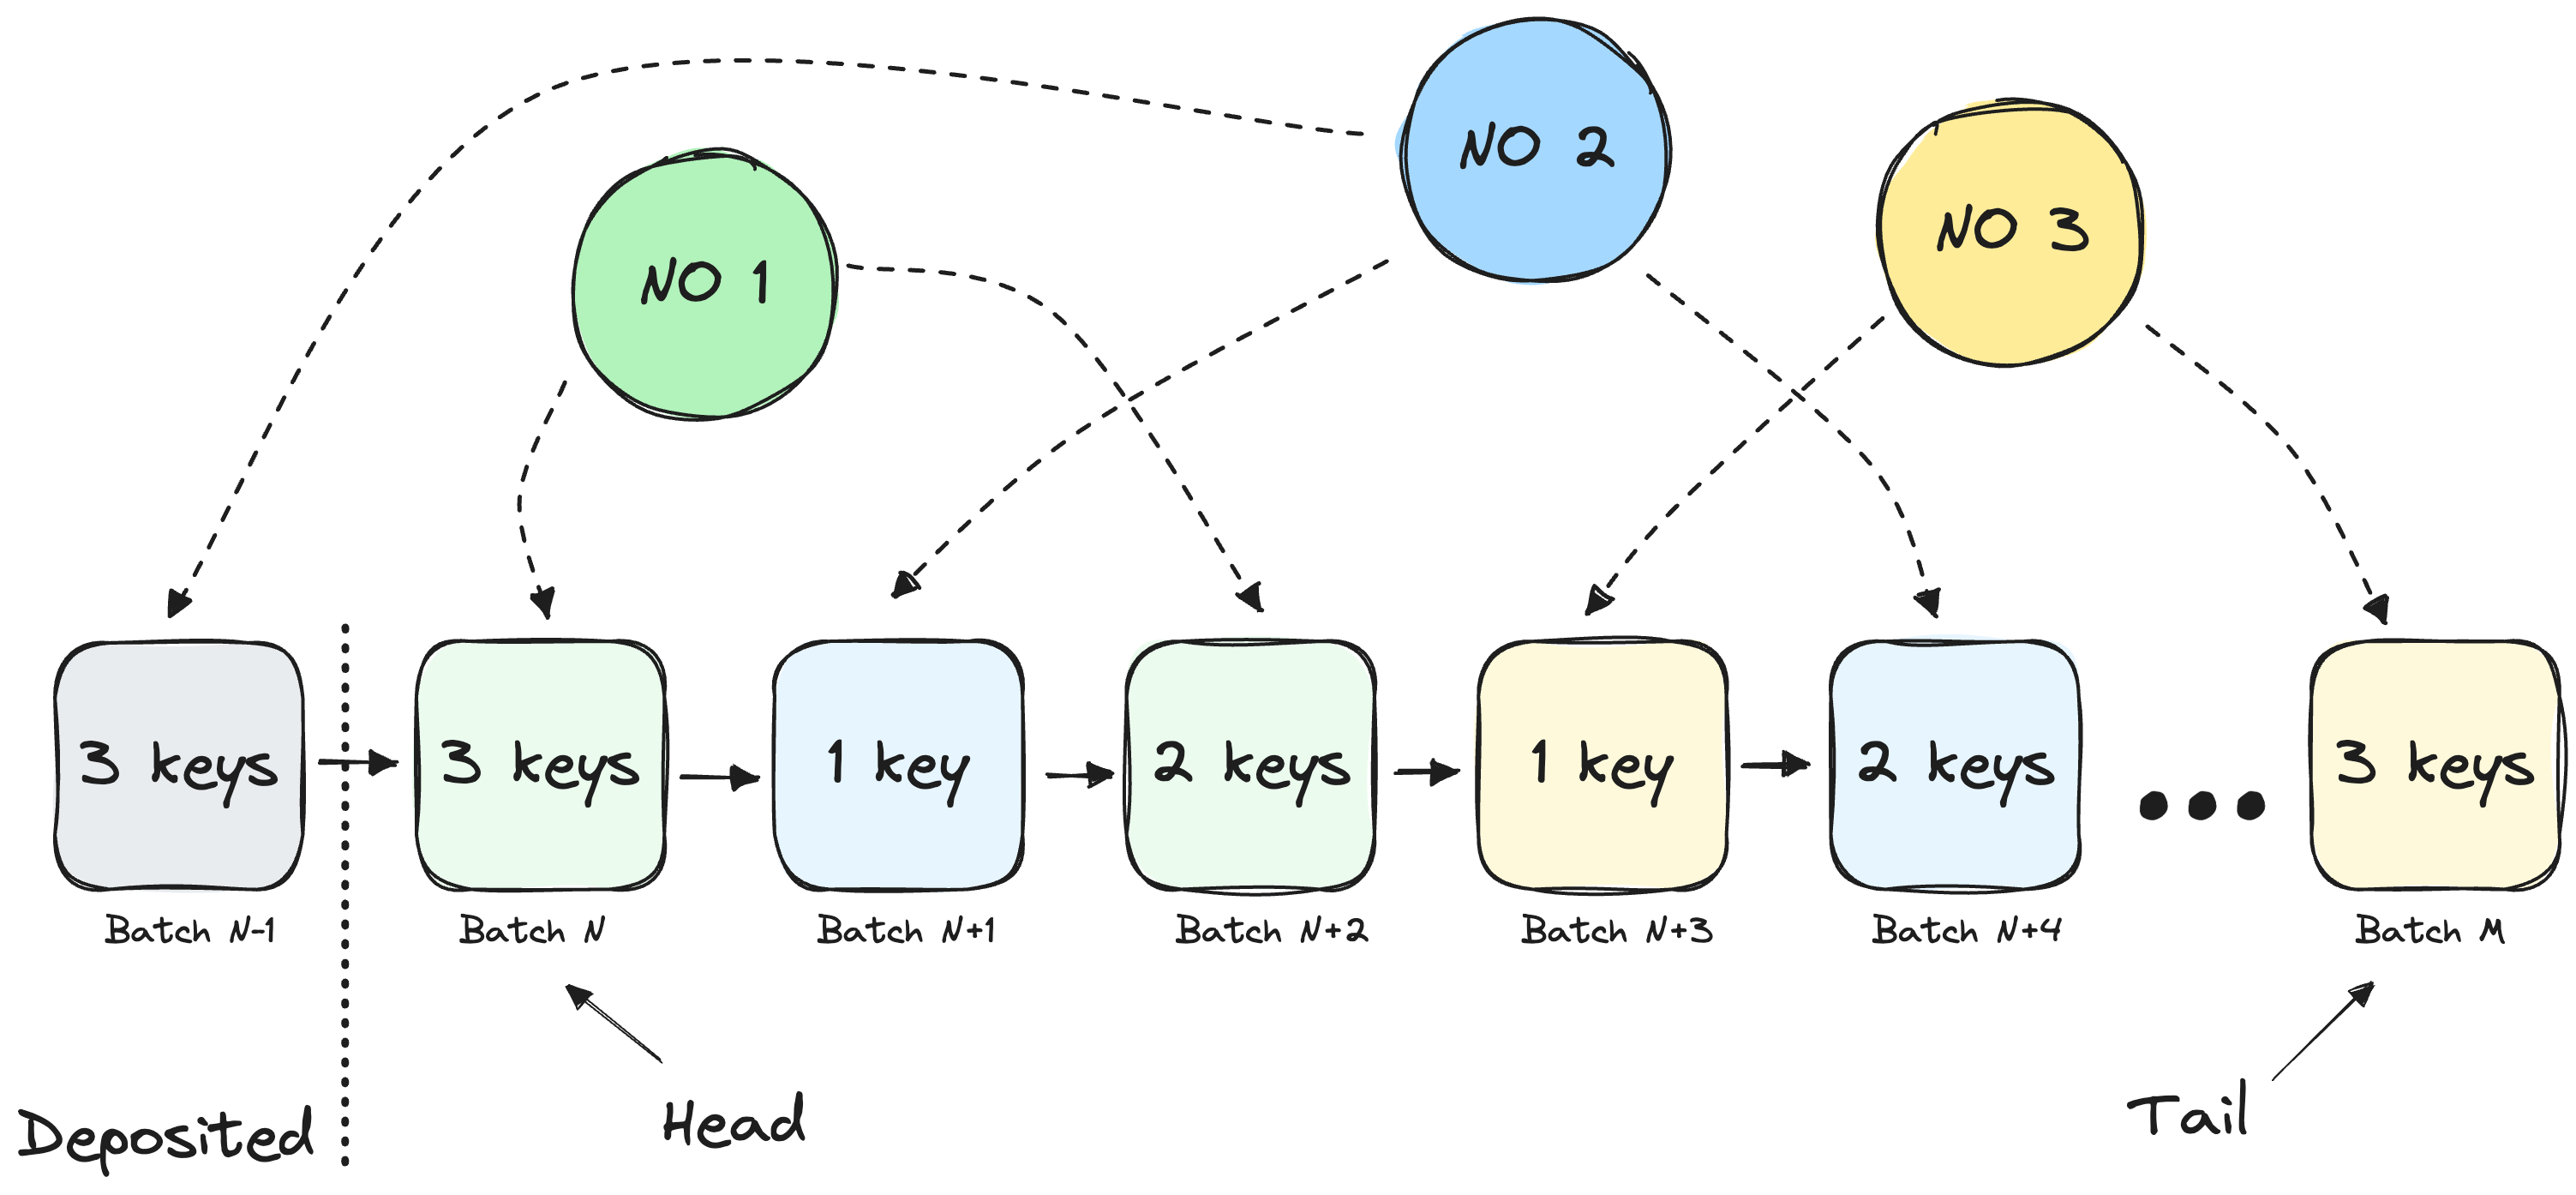 NO 2
NO 3
NO 1
3 keys
3 keys
1 key
2 keys
1 key
2 keys
3 keys
Batch N-1
Batch N
Batch N+1
Batch N+2
Batch N+3
Batch N+4
Batch M
Deposited
Head
Tail